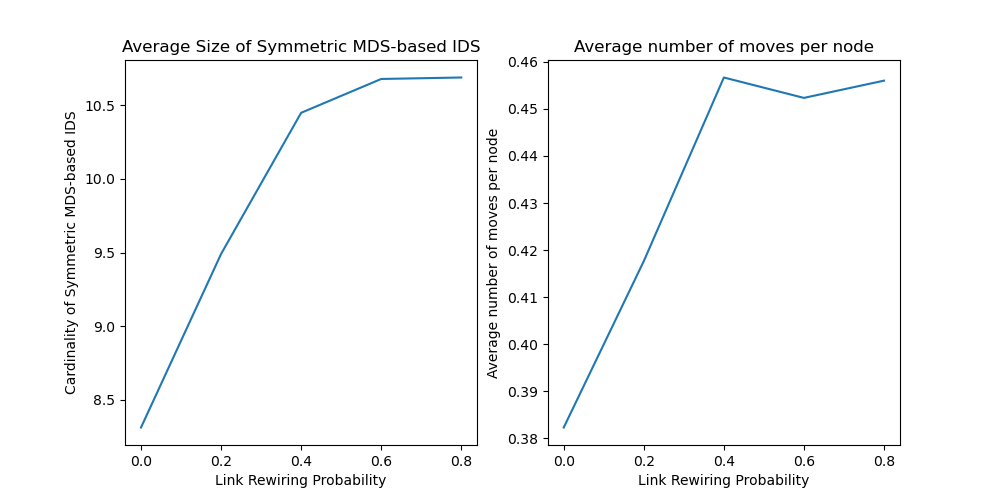 Average Size of Symmetric MDS-based IDS
Cardinality of Symmetric MDS-based IDS
10.5
10.0
9.5
9.0
8.5
0.0 0.2 0.4 0.6 0.8
Link Rewiring Probability
Average number of moves per node
Average number of moves per node
0.46
0.45
0.44
0.43
0.42
0.41
0.40
0.39
0.38
0.0 0.2 0.4 0.6 0.8
Link Rewiring Probability